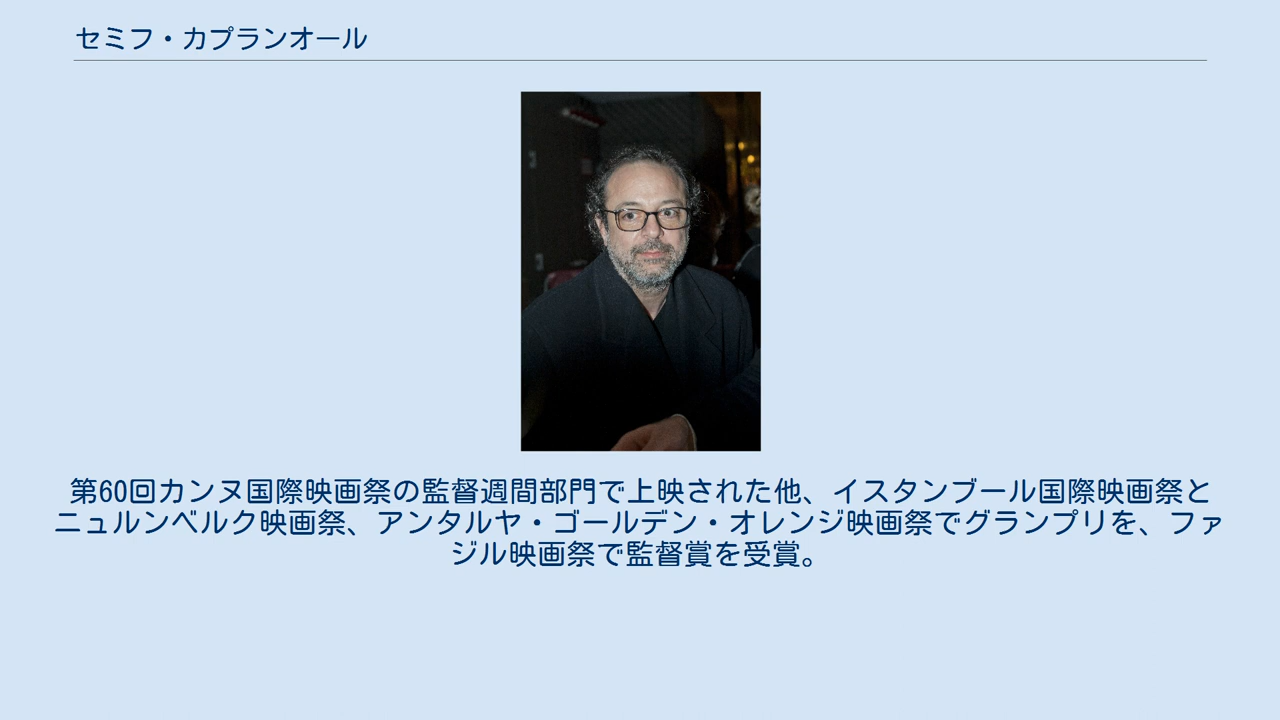 セミフ・カプランオール
第60回カンヌ国際映画祭の監督週間部門で上映された他、イスタンブール国際映画祭と
ニュルンベルク映画祭、アンタルヤ・ゴールデン・オレンジ映画祭でグランプリを、ファ
ジル映画祭で監督賞を受賞。